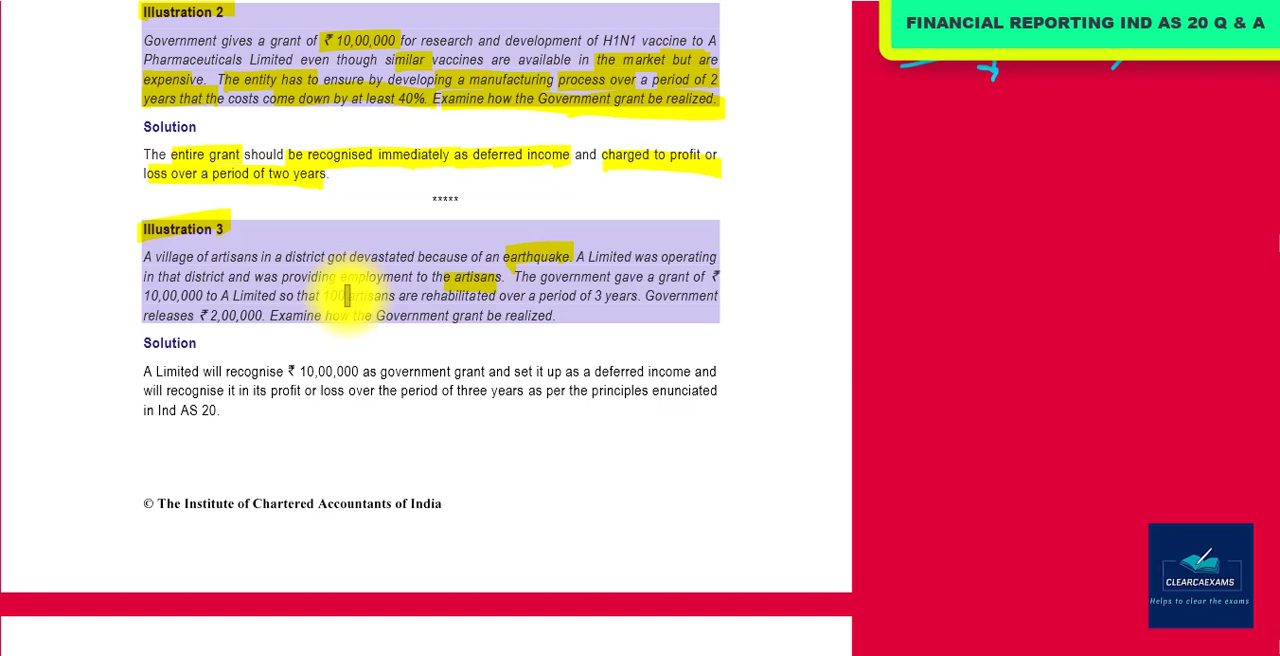 FINANCIAL REPORTING IND AS 20 Q & A
Illustration 2
Government gives a grant of ₹ 10,00,000 for research and development of H1N1 vaccine to A
Pharmaceuticals Limited even though similar vaccines are available in the market but are
expensive. The entity has to ensure by developing a manufacturing process over a period of 2
years that the costs come down by at least 40%. Examine how the Government grant be realized.
Solution
The entire grant should be recognised immediately as deferred income and charged to profit or
loss over a period of two years.
*****
Illustration 3
A village of artisans in a district got devastated because of an earthquake. A Limited was operating
in that district and was providing employment to the artisans. The government gave a grant of ₹
10,00,000 to A Limited so that 100 artisans are rehabilitated over a period of 3 years. Government
releases ₹ 2,00,000. Examine how the Government grant be realized.
Solution
A Limited will recognise ₹ 10,00,000 as government grant and set it up as a deferred income and
will recognise it in its profit or loss over the period of three years as per the principles enunciated
in Ind AS 20.
© The Institute of Chartered Accountants of India
CLEARCAEXAMS
Helps to clear the exams